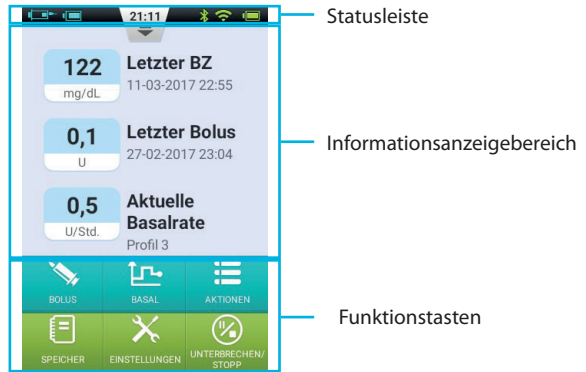 21:11
Statusleiste
122
mg/dL
Letzter BZ
11-03-2017 22:55
0,1
U
Letzter Bolus
27-02-2017 23:04
Informationsanzeigebereich
0,5
U/Std.
Aktuelle
Basalrate
Profil 3
BOLUS
BASAL
AKTIONEN
Funktionstasten
SPEICHER
EINSTELLUNGEN
UNTERBRECHEN/
STOPP